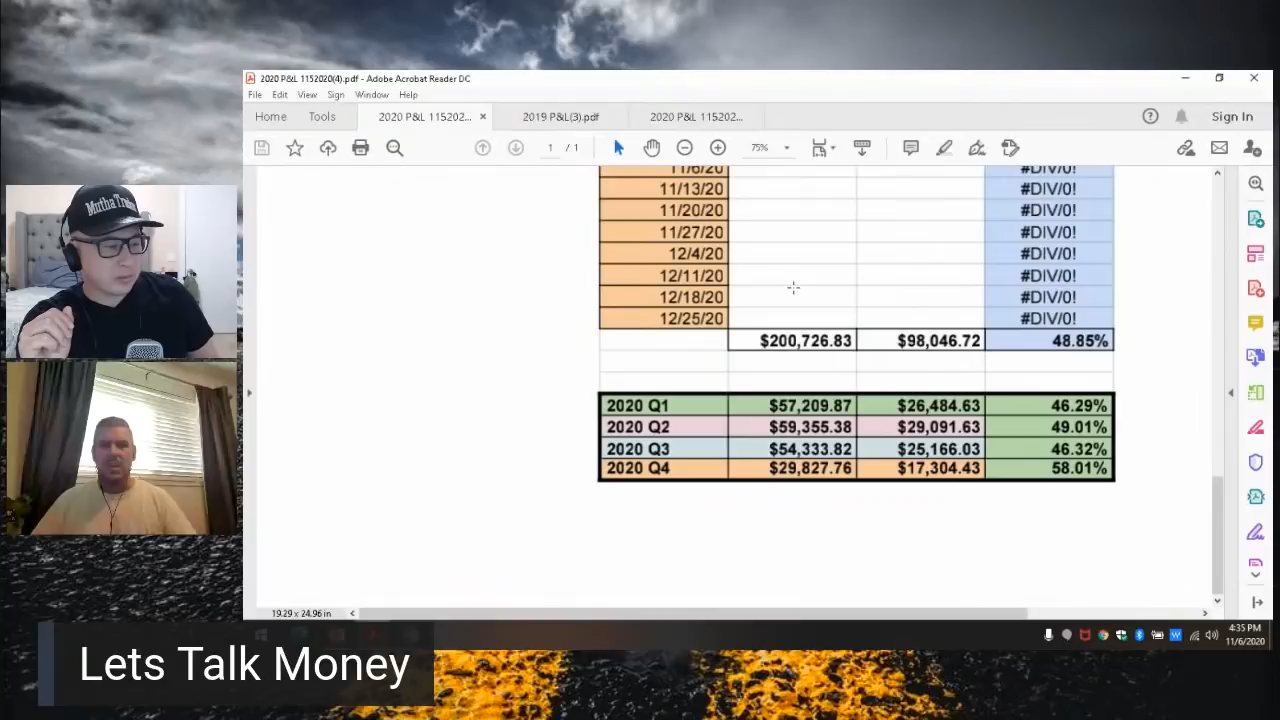 2020 P&L 1152020(4).pdf - Adobe Acrobat Reader DC
File Edit View Sign Window Help
Home Tools 2020 P&L 115202... × 2019 P&L(3).pdf 2020 P&L 115202... Sign In
1 / 1 75%
11/6/20 #DIV/0!
11/13/20 #DIV/0!
11/20/20 #DIV/0!
11/27/20 #DIV/0!
12/4/20 #DIV/0!
12/11/20 #DIV/0!
12/18/20 #DIV/0!
12/25/20 #DIV/0!
$200,726.83 $98,046.72 48.85%
2020 Q1 $57,209.87 $26,484.63 46.29%
2020 Q2 $59,355.38 $29,091.63 49.01%
2020 Q3 $54,333.82 $25,166.03 46.32%
2020 Q4 $29,827.76 $17,304.43 58.01%
19.29 x 24.96 in
4:35 PM
11/6/2020
Mutha
Lets Talk Money